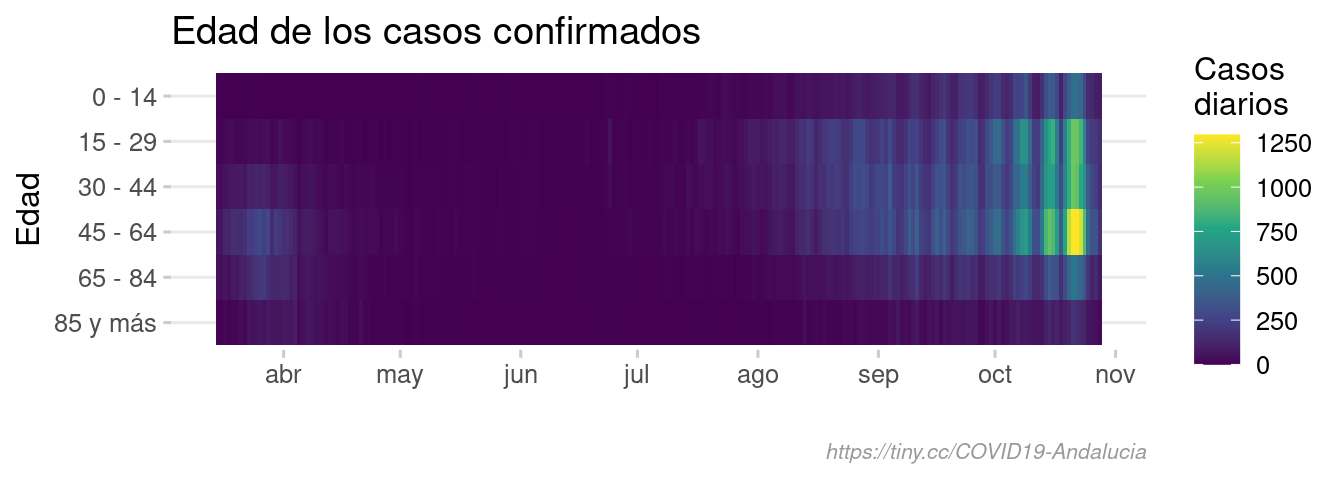 Edad de los casos confirmados
Casos
diarios
Edad
0 - 14
15 - 29
30 - 44
45 - 64
65 - 84
85 y más
abr may jun jul ago sep oct nov
1250
1000
750
500
250
0
https://tiny.cc/COVID19-Andalucia